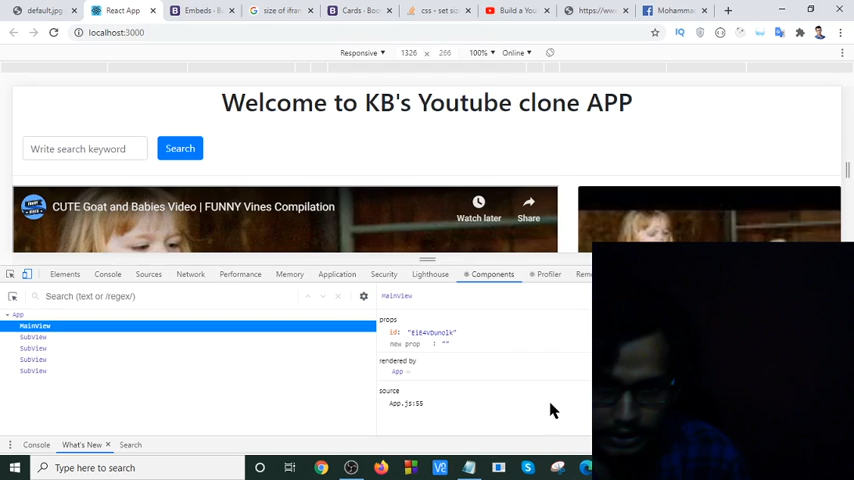 default.jpg
React App
Embeds - B
size of ifran
Cards - Boo
css - set siz
Build a You
https://ww
Mohammad
localhost:3000
Responsive 1326 × 266 100% Online
Welcome to KB's Youtube clone APP
Write search keyword
Search
CUTE Goat and Babies Video | FUNNY Vines Compilation
Watch later
Share
Elements Console Sources Network Performance Memory Application Security Lighthouse Components Profiler Rem
Search (text or /regex/)
MainView
App
MainView
SubView
SubView
SubView
SubView
props
new prop : ""
rendered by
App
source
App.js:55
Console What's New Search
Type here to search